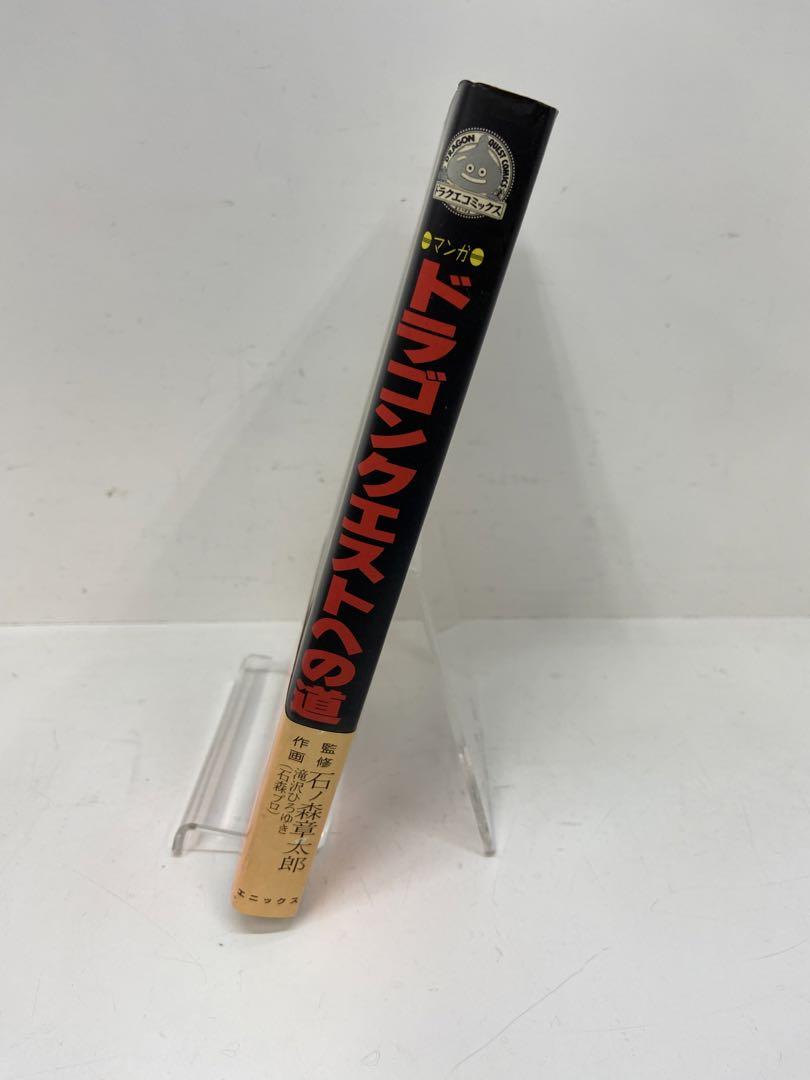 DRAGON QUEST COMICS
ドラクエコミックス
マンガ
ドラゴンクエストへの道
監修 石ノ森章太郎
作画 滝沢ひろゆき
(石森プロ)
エニックス